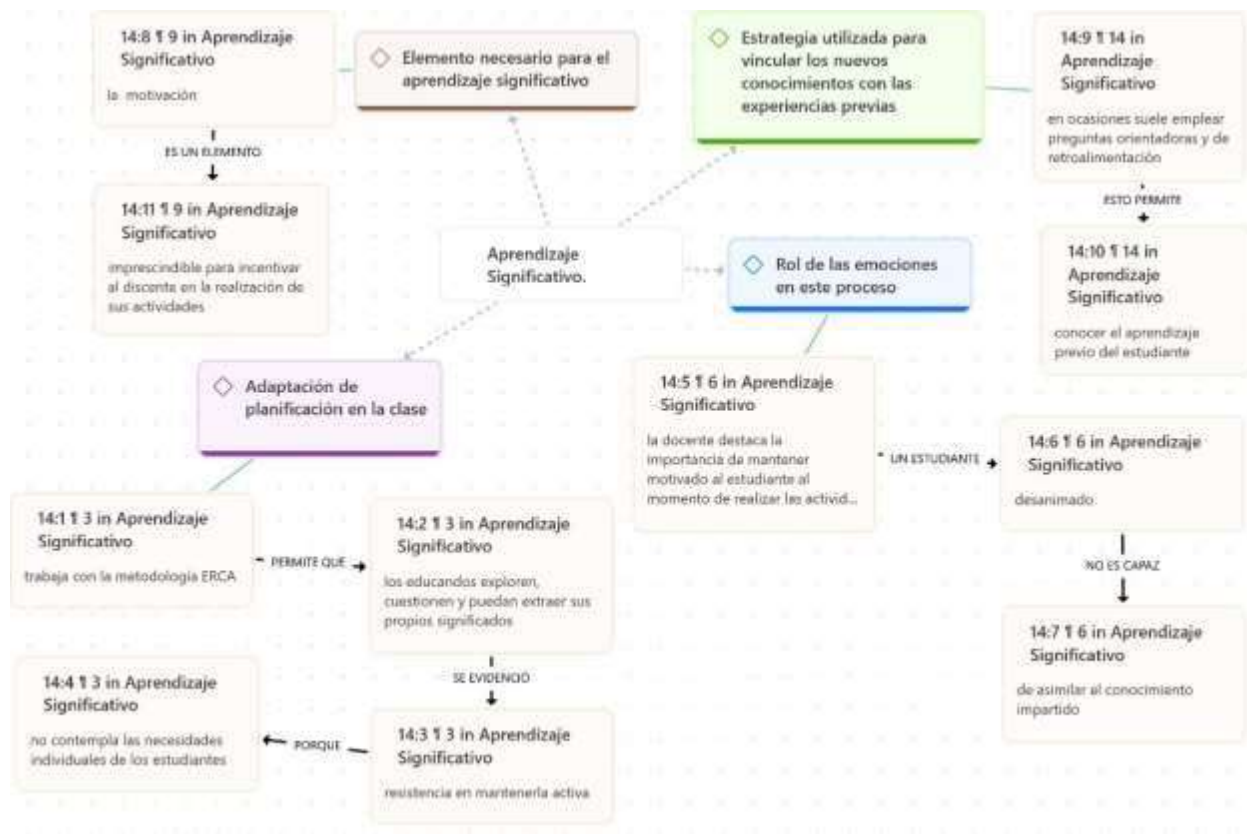 14:8 ¶ 9 in Aprendizaje
Significativo
la motivación
ES UN ELEMENTO
14:11 ¶ 9 in Aprendizaje
Significativo
imprescindible para incentivar
al discente en la realización de
sus actividades
Elemento necesario para el
aprendizaje significativo
Estrategia utilizada para
vincular los nuevos
conocimientos con las
experiencias previas
14:9 ¶ 14 in
Aprendizaje
Significativo
en ocasiones suele emplear
preguntas orientadoras y de
retroalimentación
ESTO PERMITE
14:10 ¶ 14 in
Aprendizaje
Significativo
conocer el aprendizaje
previo del estudiante
Aprendizaje
Significativo.
Rol de las emociones
en este proceso
Adaptación de
planificación en la clase
14:5 ¶ 6 in Aprendizaje
Significativo
la docente destaca la
importancia de mantener
motivado al estudiante al
momento de realizar las activid...
UN ESTUDIANTE
14:6 ¶ 6 in Aprendizaje
Significativo
desanimado
NO ES CAPAZ
14:7 ¶ 6 in Aprendizaje
Significativo
de asimilar el conocimiento
impartido
14:1 ¶ 3 in Aprendizaje
Significativo
trabaja con la metodología ERCA
PERMITE QUE
14:2 ¶ 3 in Aprendizaje
Significativo
los educandos exploren,
cuestionen y puedan extraer sus
propios significados
SE EVIDENCIÓ
14:3 ¶ 3 in Aprendizaje
Significativo
resistencia en mantenerla activa
PORQUE
14:4 ¶ 3 in Aprendizaje
Significativo
no contempla las necesidades
individuales de los estudiantes